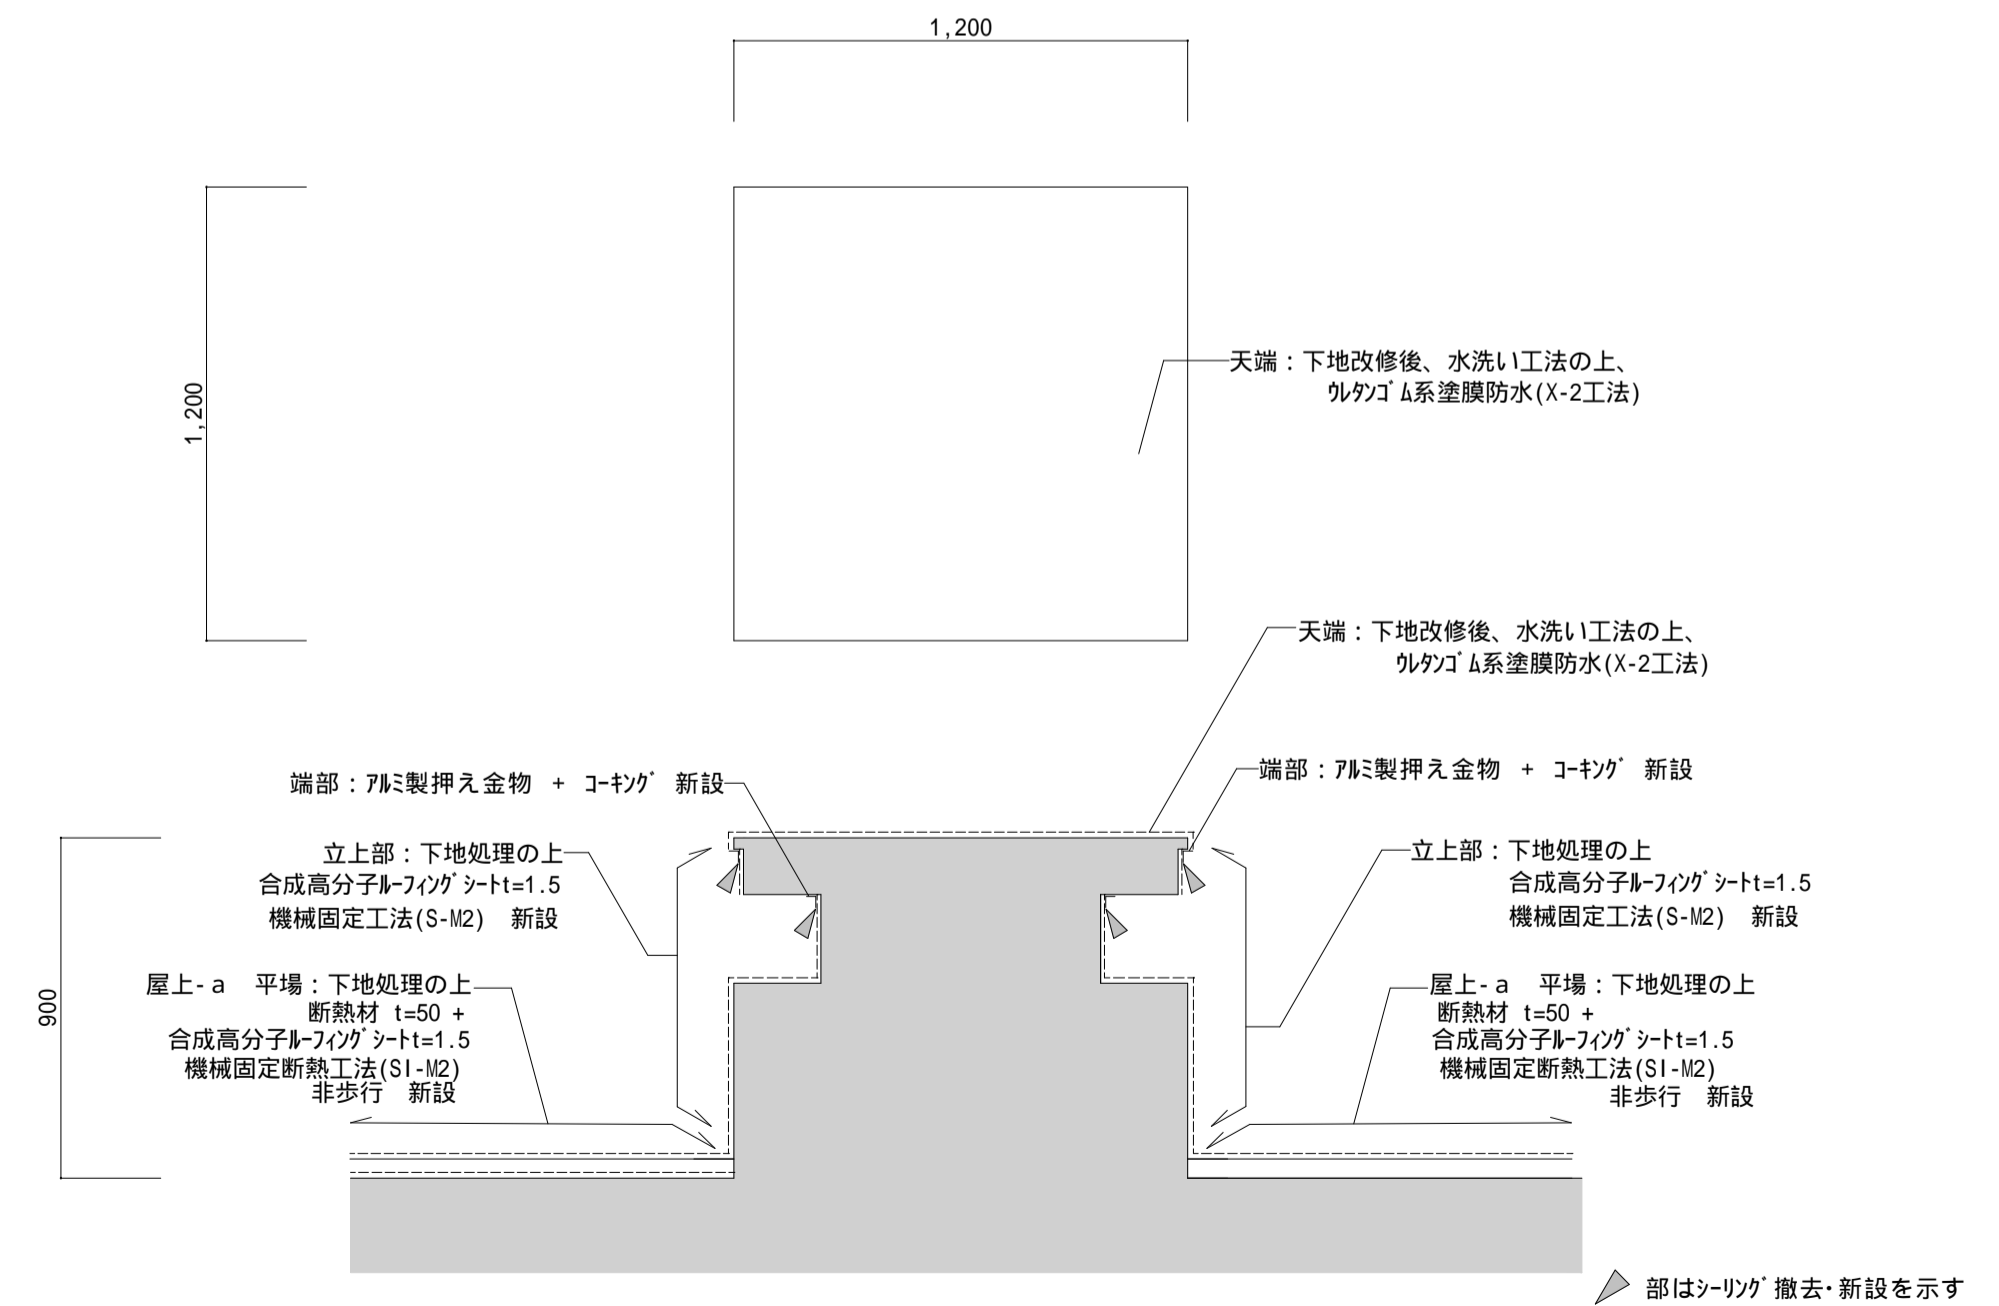 1,200
1,200
天端：下地改修後、水洗い工法の上、
ｳﾚﾀﾝｺﾞﾑ系塗膜防水(X-2工法)
天端：下地改修後、水洗い工法の上、
ｳﾚﾀﾝｺﾞﾑ系塗膜防水(X-2工法)
端部：ｱﾙﾐ製押え金物 + ｺｰｷﾝｸﾞ 新設
端部：ｱﾙﾐ製押え金物 + ｺｰｷﾝｸﾞ 新設
立上部：下地処理の上
合成高分子ﾙｰﾌｨﾝｸﾞｼｰﾄt=1.5
機械固定工法(S-M2)　新設
立上部：下地処理の上
合成高分子ﾙｰﾌｨﾝｸﾞｼｰﾄt=1.5
機械固定工法(S-M2)　新設
900
屋上-ａ　平場：下地処理の上
断熱材 t=50 +
合成高分子ﾙｰﾌｨﾝｸﾞｼｰﾄt=1.5
機械固定断熱工法(SI-M2)
非歩行　新設
屋上-ａ　平場：下地処理の上
断熱材 t=50 +
合成高分子ﾙｰﾌｨﾝｸﾞｼｰﾄt=1.5
機械固定断熱工法(SI-M2)
非歩行　新設
部はｼｰﾘﾝｸﾞ撤去・新設を示す